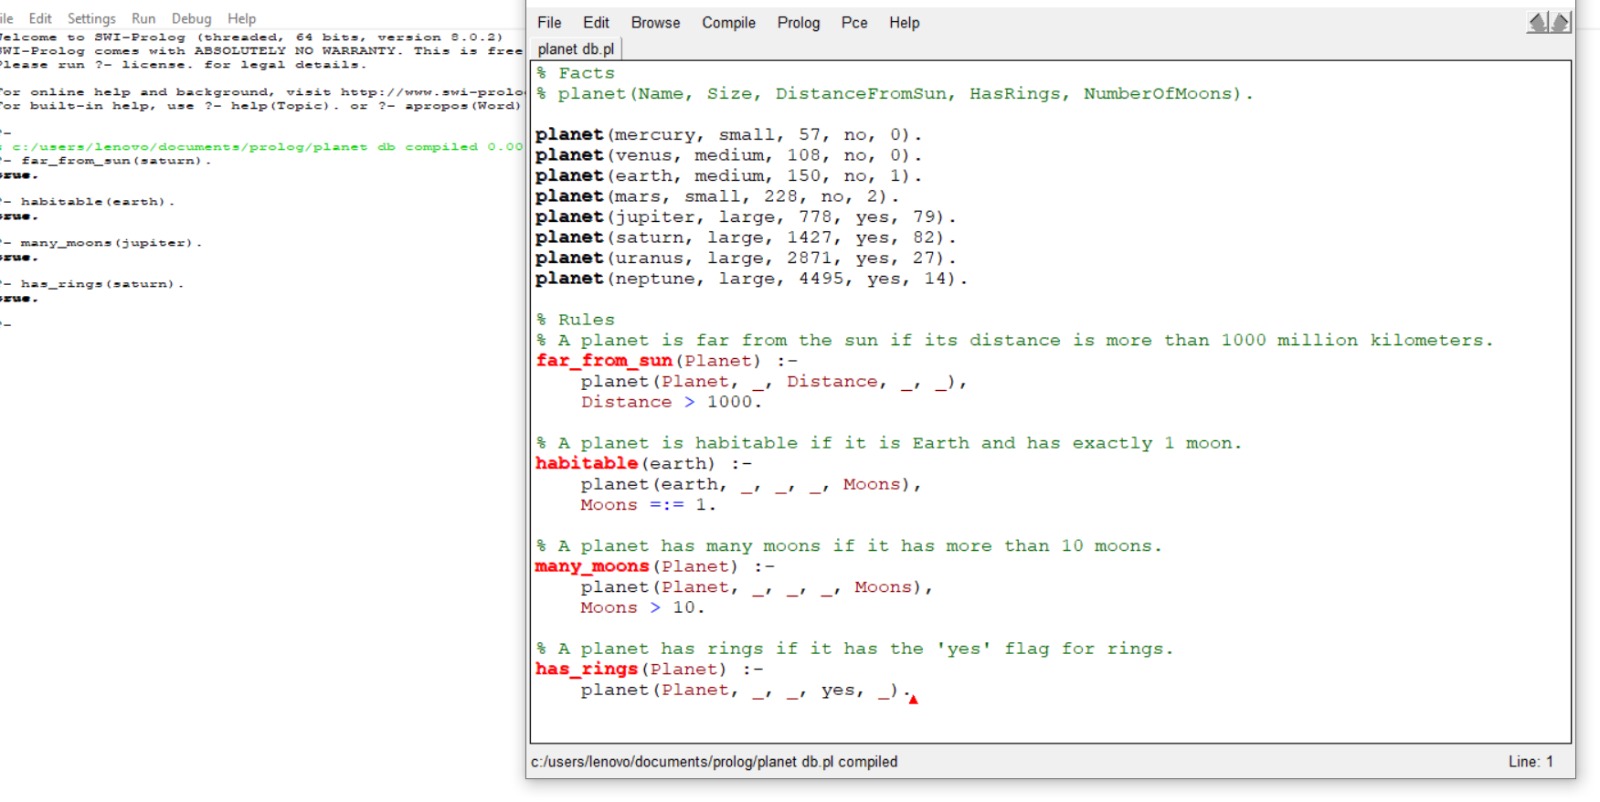 ile Edit Settings Run Debug Help
elcome to SWI-Prolog (threaded, 64 bits, version 8.0.2)
SWI-Prolog comes with ABSOLUTELY NO WARRANTY. This is free
Please run ?- license. for legal details.
For online help and background, visit http://www.swi-prolo
For built-in help, use ?- help(Topic). or ?- apropos(Word)
?-
c:/users/lenovo/documents/prolog/planet db compiled 0.00
?- far_from_sun(saturn).
true.
?- habitable(earth).
true.
?- many_moons(jupiter).
true.
?- has_rings(saturn).
true.
?-
File Edit Browse Compile Prolog Pce Help
planet db.pl
% Facts
% planet(Name, Size, DistanceFromSun, HasRings, NumberOfMoons).
planet(mercury, small, 57, no, 0).
planet(venus, medium, 108, no, 0).
planet(earth, medium, 150, no, 1).
planet(mars, small, 228, no, 2).
planet(jupiter, large, 778, yes, 79).
planet(saturn, large, 1427, yes, 82).
planet(uranus, large, 2871, yes, 27).
planet(neptune, large, 4495, yes, 14).
% Rules
% A planet is far from the sun if its distance is more than 1000 million kilometers.
far_from_sun(Planet) :-
planet(Planet, _, Distance, _, _),
Distance > 1000.
% A planet is habitable if it is Earth and has exactly 1 moon.
habitable(earth) :-
planet(earth, _, _, _, Moons),
Moons =:= 1.
% A planet has many moons if it has more than 10 moons.
many_moons(Planet) :-
planet(Planet, _, _, _, Moons),
Moons > 10.
% A planet has rings if it has the 'yes' flag for rings.
has_rings(Planet) :-
planet(Planet, _, _, yes, _).
c:/users/lenovo/documents/prolog/planet db.pl compiled
Line: 1